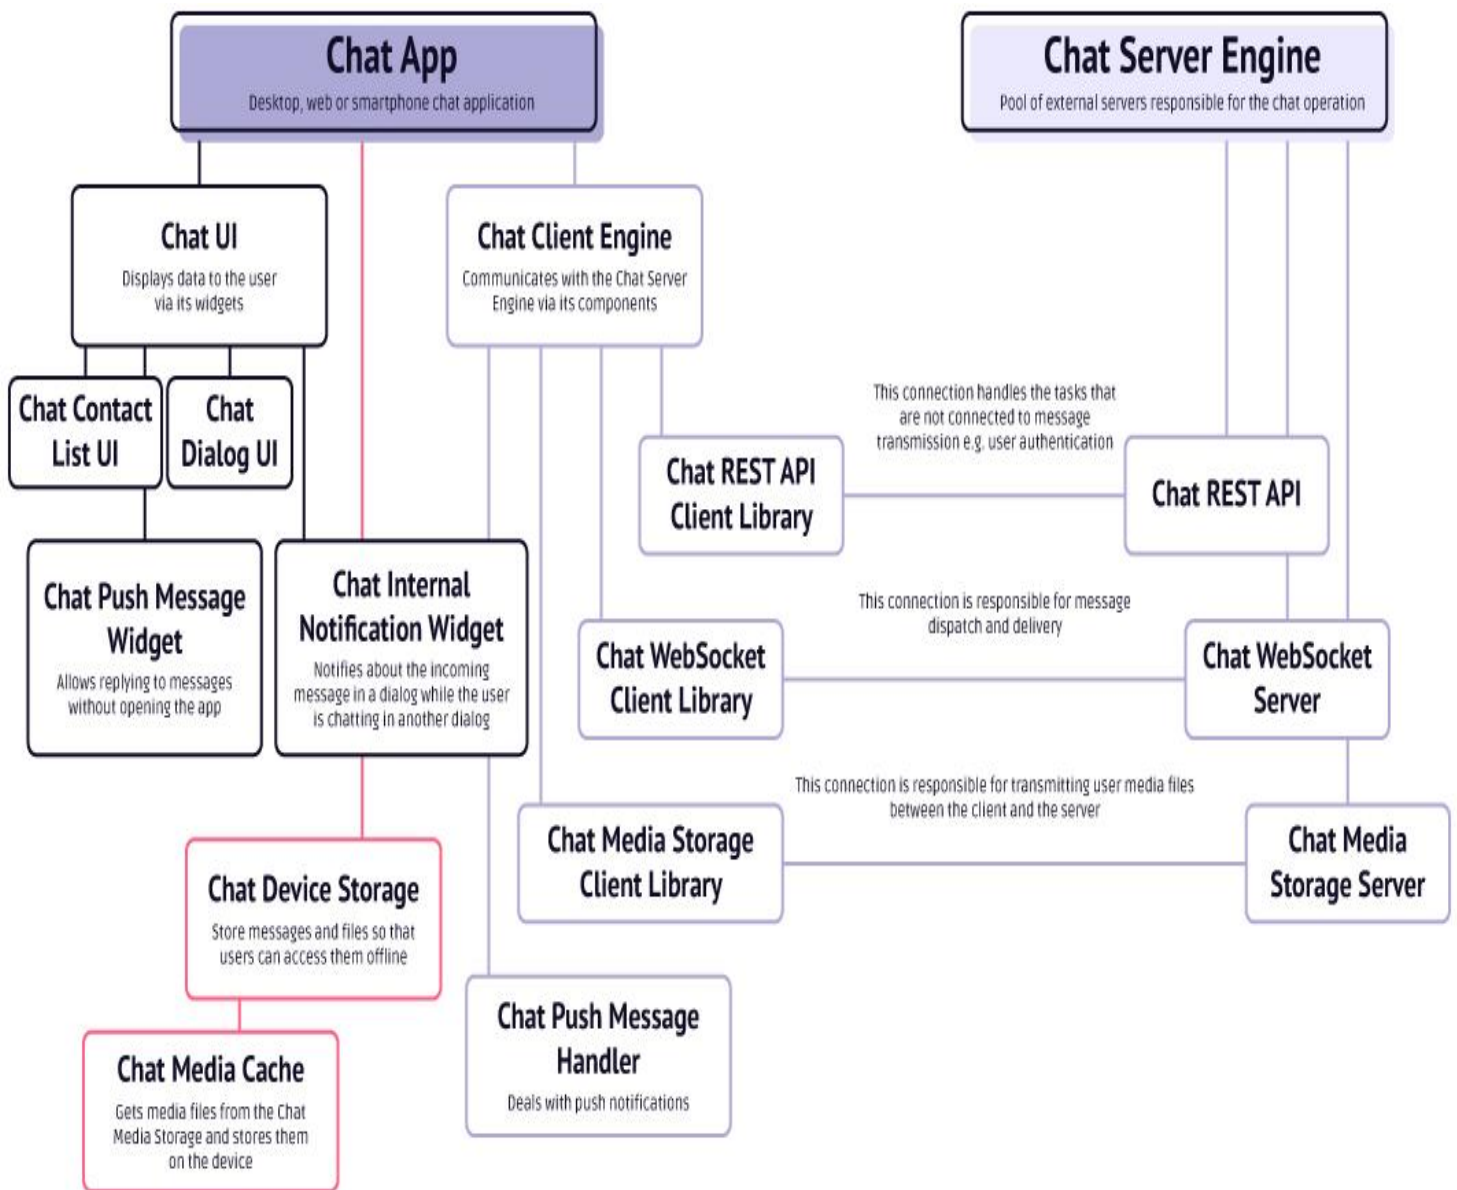 Chat App
Desktop, web or smartphone chat application
Chat Server Engine
Pool of external servers responsible for the chat operation
Chat UI
Displays data to the user
via its widgets
Chat Client Engine
Communicates with the Chat Server
Engine via its components
Chat Contact
List UI
Chat
Dialog UI
This connection handles the tasks that
are not connected to message
transmission e.g. user authentication
Chat REST API
Client Library
Chat REST API
Chat Push Message
Widget
Allows replying to messages
without opening the app
Chat Internal
Notification Widget
Notifies about the incoming
message in a dialog while the user
is chatting in another dialog
This connection is responsible for message
dispatch and delivery
Chat WebSocket
Client Library
Chat WebSocket
Server
This connection is responsible for transmitting user media files
between the client and the server
Chat Media Storage
Client Library
Chat Media
Storage Server
Chat Device Storage
Store messages and files so that
users can access them offline
Chat Push Message
Handler
Deals with push notifications
Chat Media Cache
Gets media files from the Chat
Media Storage and stores them
on the device